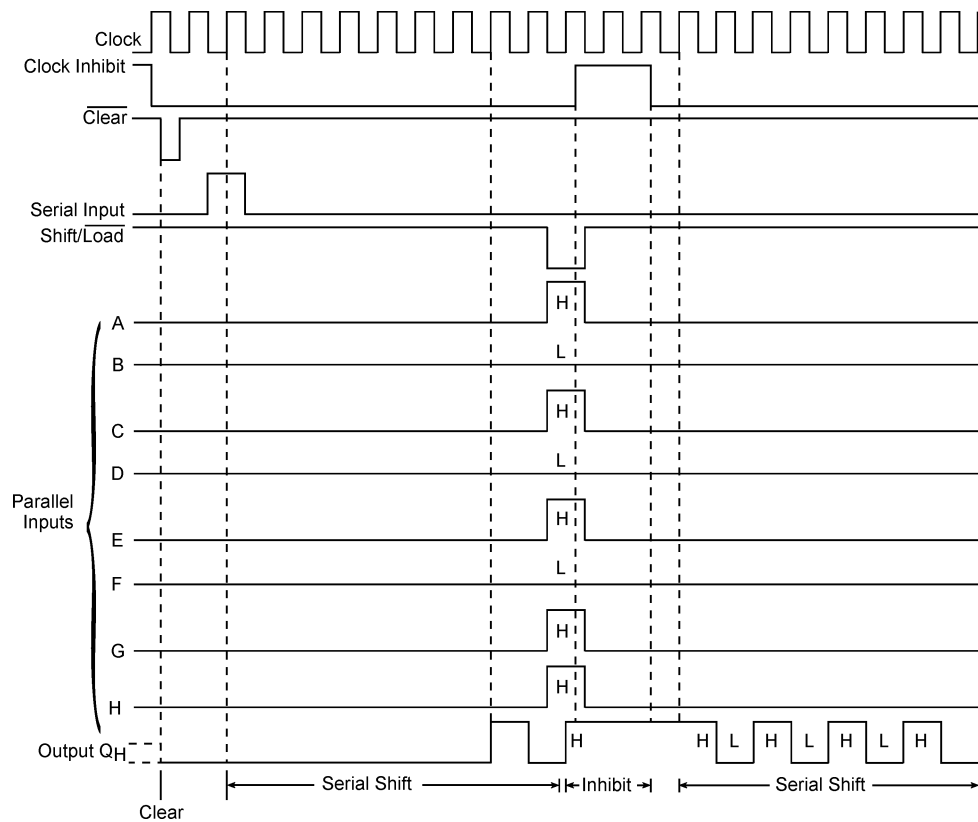 Clock
Clock Inhibit
Clear
Serial Input
Shift/Load
H
A
L
B
H
C
L
D
Parallel
Inputs
H
E
L
F
H
G
H
H
Output QH
H
H L H L H L H
Serial Shift
Inhibit
Serial Shift
Clear